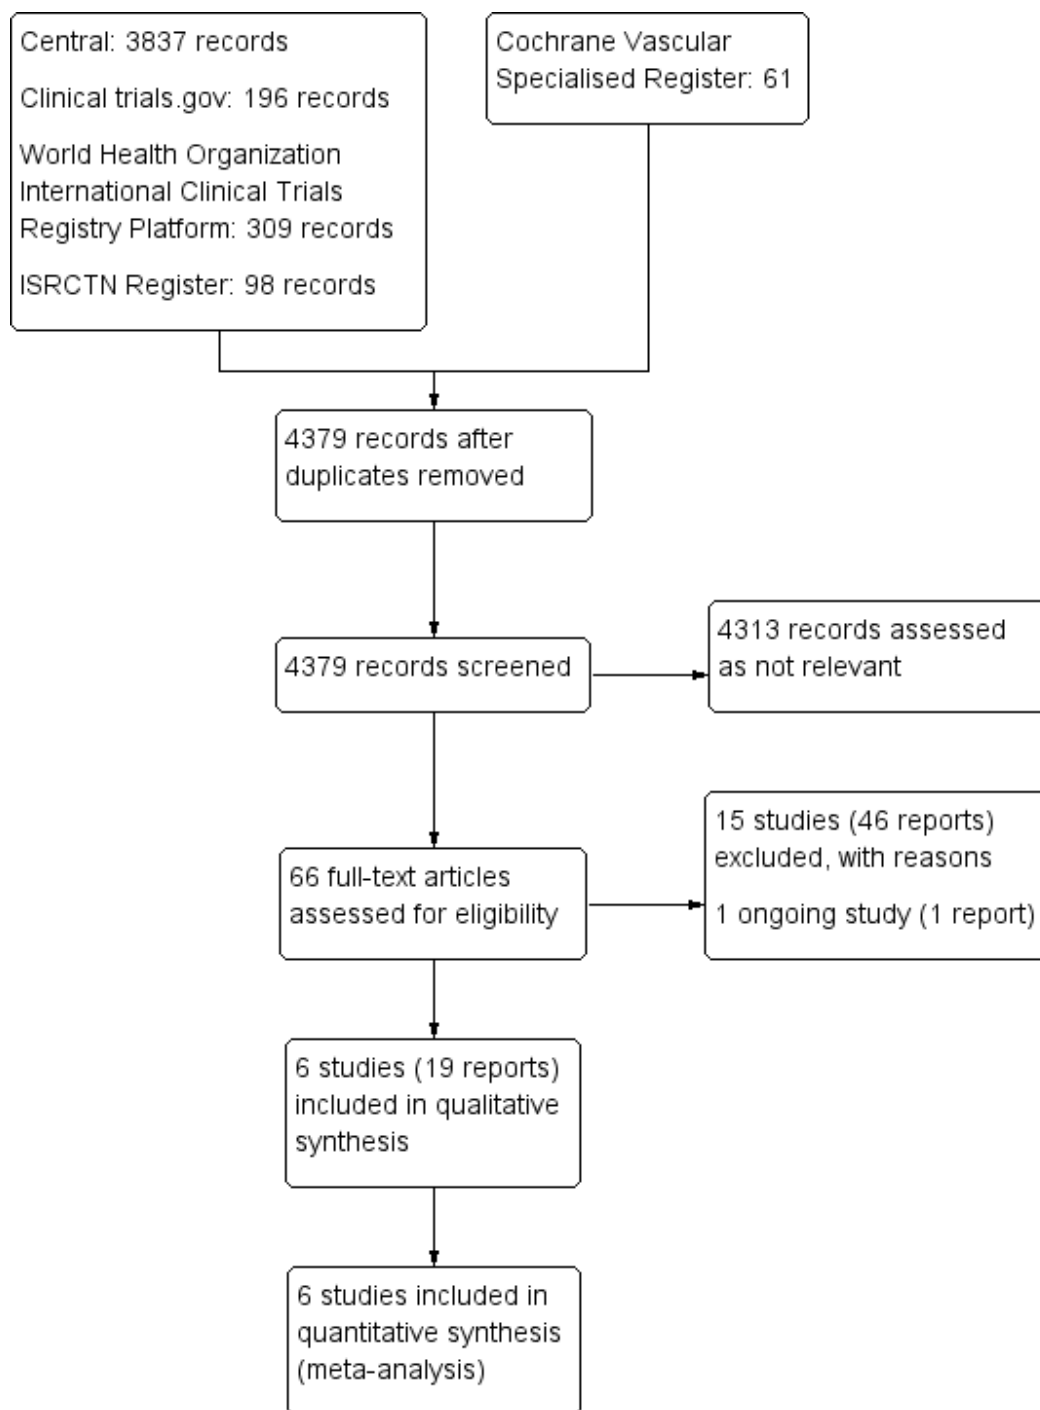 Central: 3837 records
Clinical trials.gov: 196 records
World Health Organization
International Clinical Trials
Registry Platform: 309 records
ISRCTN Register: 98 records
Cochrane Vascular
Specialised Register: 61
4379 records after
duplicates removed
4379 records screened
4313 records assessed
as not relevant
66 full-text articles
assessed for eligibility
15 studies (46 reports)
excluded, with reasons
1 ongoing study (1 report)
6 studies (19 reports)
included in qualitative
synthesis
6 studies included in
quantitative synthesis
(meta-analysis)